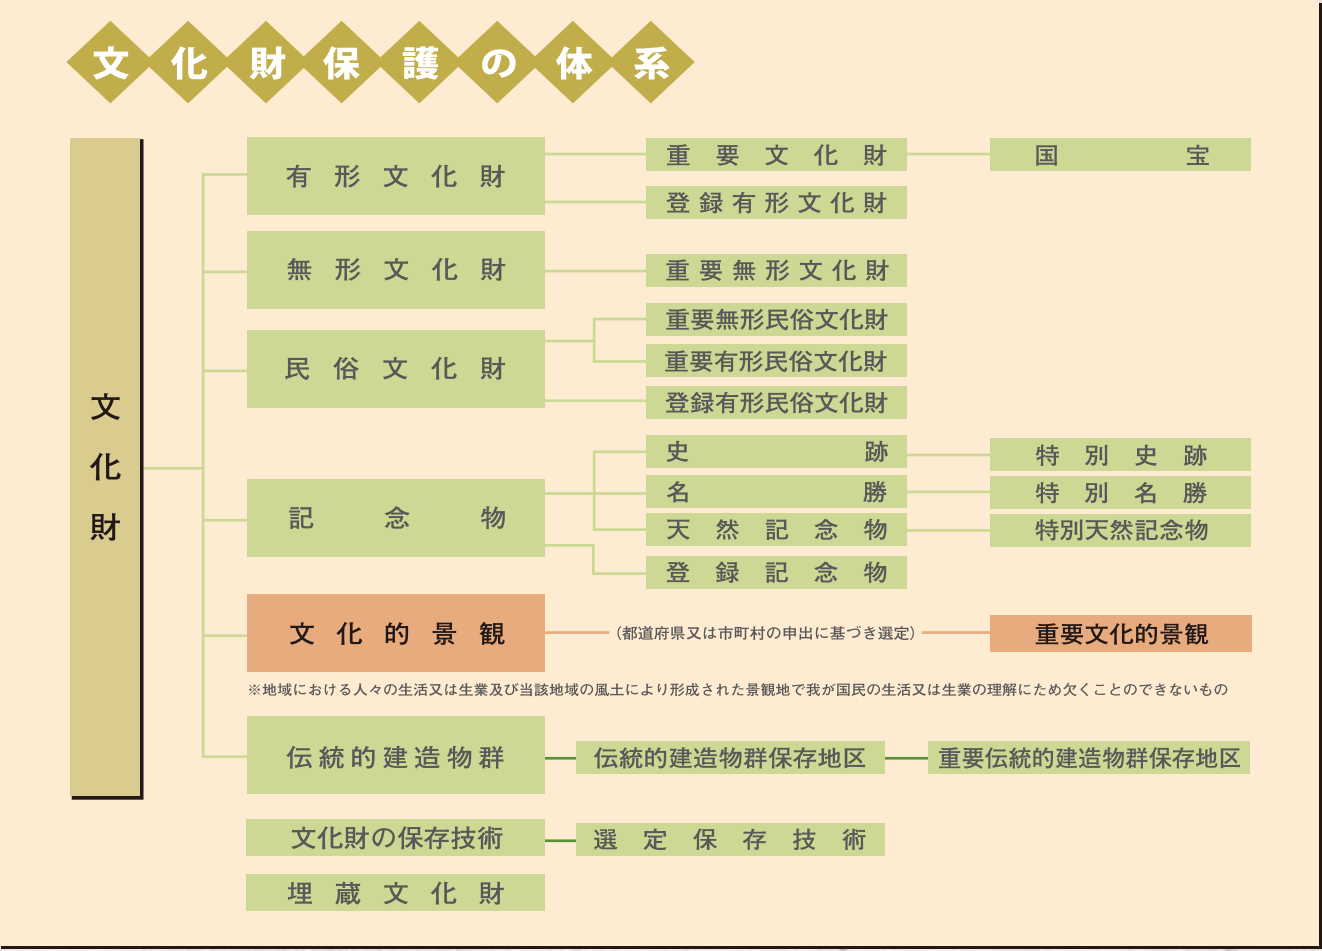 文化財保護の体系
文化財
有形文化財
重要文化財
国宝
登録有形文化財
無形文化財
重要無形文化財
民俗文化財
重要無形民俗文化財
重要有形民俗文化財
登録有形民俗文化財
記念物
史跡
特別史跡
名勝
特別名勝
天然記念物
特別天然記念物
登録記念物
文化的景観
（都道府県又は市町村の申出に基づき選定）
重要文化的景観
※地域における人々の生活又は生業及び当該地域の風土により形成された景観地で我が国民の生活又は生業の理解にため欠くことのできないもの
伝統的建造物群
伝統的建造物群保存地区
重要伝統的建造物群保存地区
文化財の保存技術
選定保存技術
埋蔵文化財